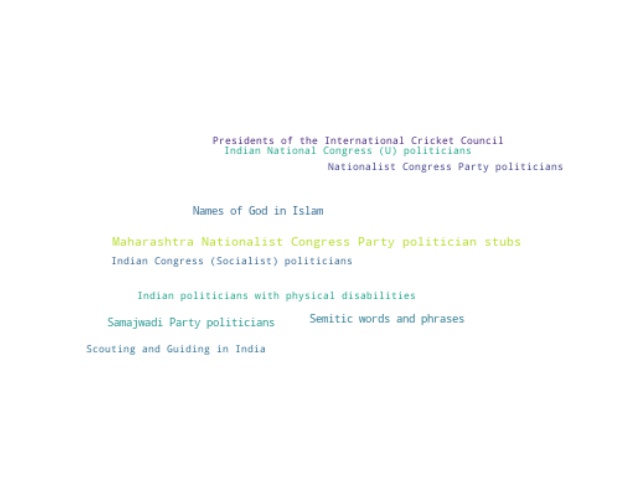 Presidents of the International Cricket Council
Indian National Congress (U) politicians
Nationalist Congress Party politicians
Names of God in Islam
Maharashtra Nationalist Congress Party politician stubs
Indian Congress (Socialist) politicians
Indian politicians with physical disabilities
Semitic words and phrases
Samajwadi Party politicians
Scouting and Guiding in India